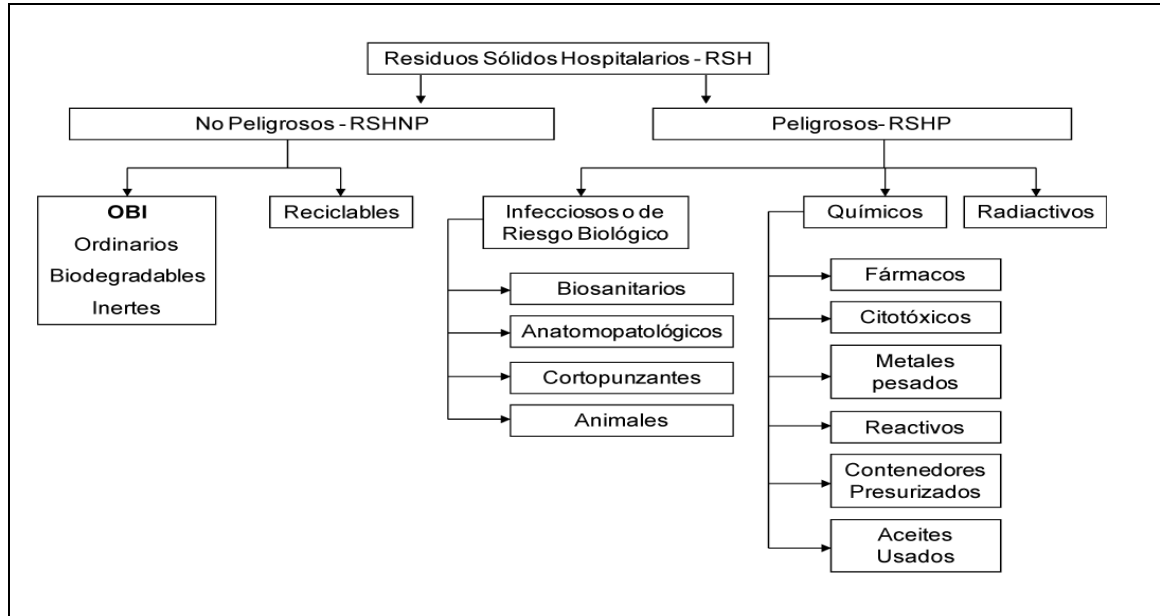 Residuos Sólidos Hospitalarios - RSH
No Peligrosos - RSHNP
Peligrosos- RSHP
OBI
Ordinarios
Biodegradables
Inertes
Reciclables
Infecciosos o de
Riesgo Biológico
Químicos
Radiactivos
Biosanitarios
Anatomopatológicos
Cortopunzantes
Animales
Fármacos
Citotóxicos
Metales
pesados
Reactivos
Contenedores
Presurizados
Aceites
Usados